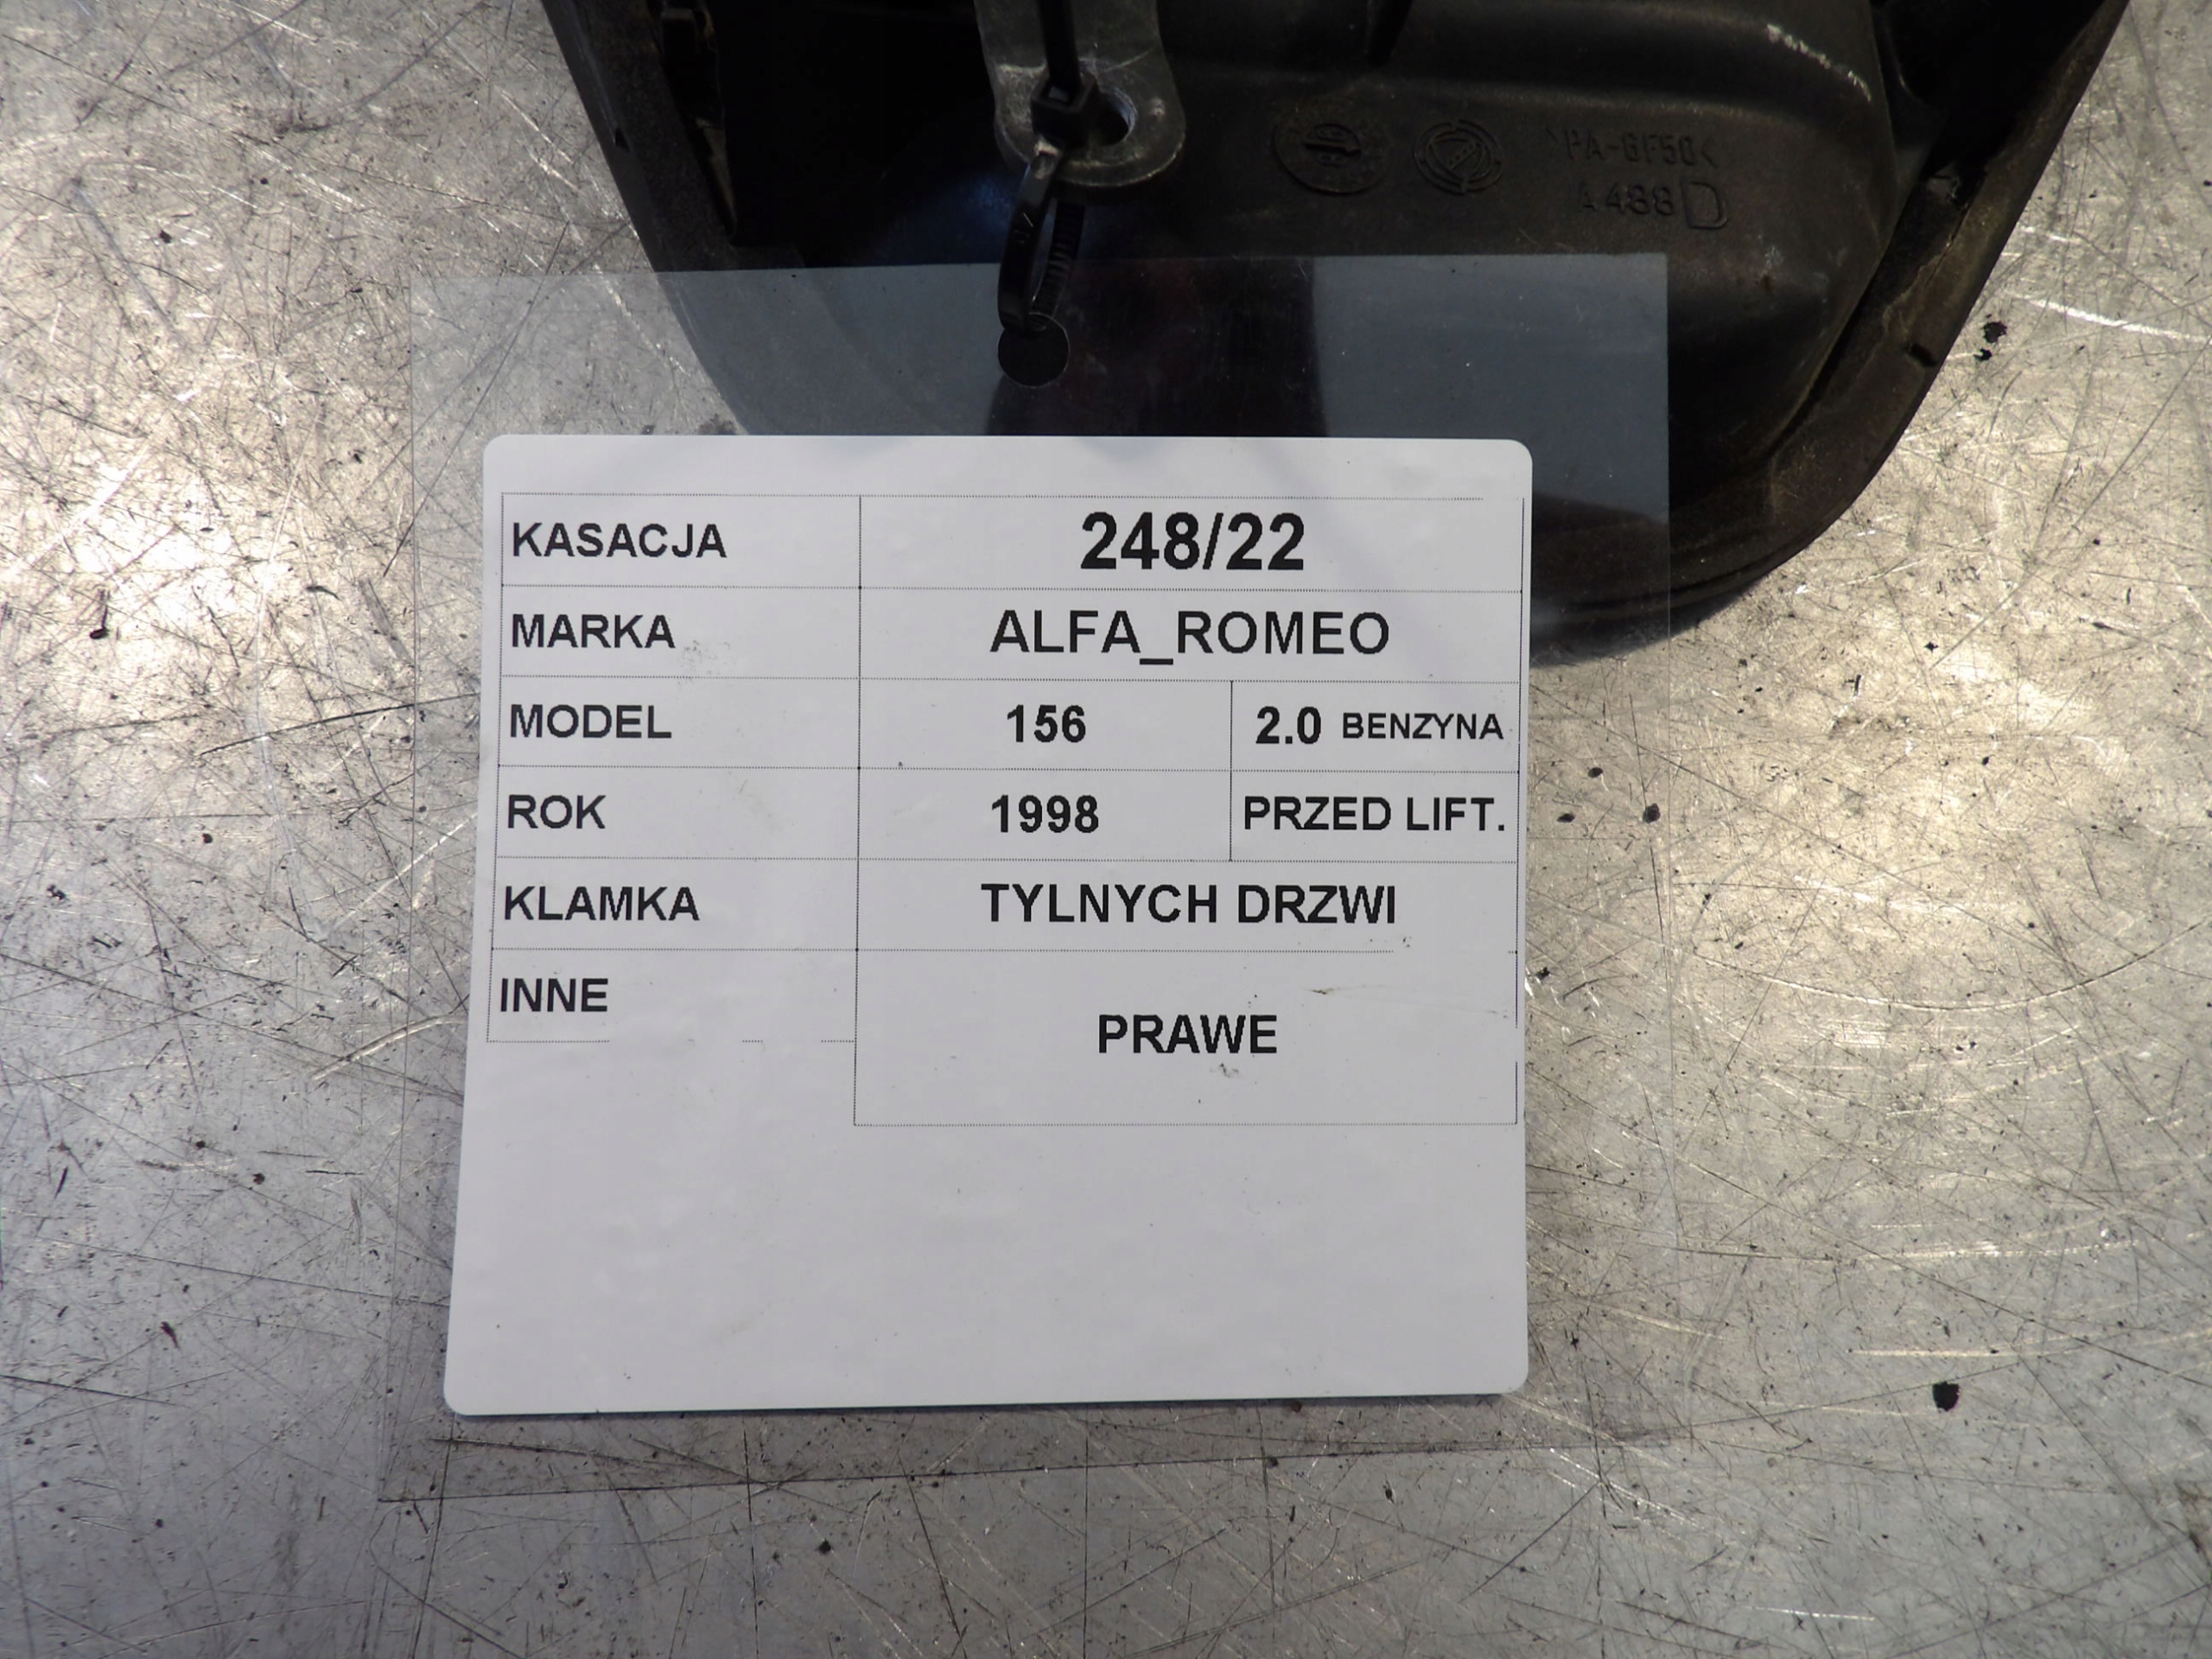 >PA-GF50<
488 D
KASACJA 248/22
MARKA ALFA_ROMEO
MODEL 156 2.0 BENZYNA
ROK 1998 PRZED LIFT.
KLAMKA TYLNYCH DRZWI
INNE PRAWE